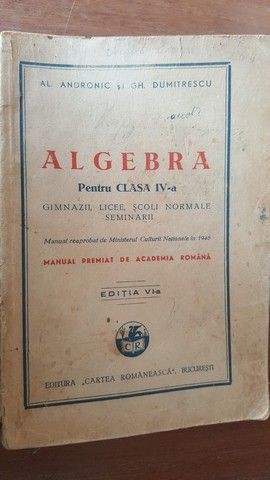 AL. ANDRONIC ȘI GH. DUMITRESCU
ALGEBRA
Pentru CLASA IV-a
GIMNAZII, LICEE, ȘCOLI NORMALE
SEMINARII
Manual reaprobat de Ministerul Culturii Naționale în 1945
MANUAL PREMIAT DE ACADEMIA ROMÂNĂ
EDIȚIA VI-a
CR
EDITURA „CARTEA ROMÂNEASCĂ”, BUCUREȘTI